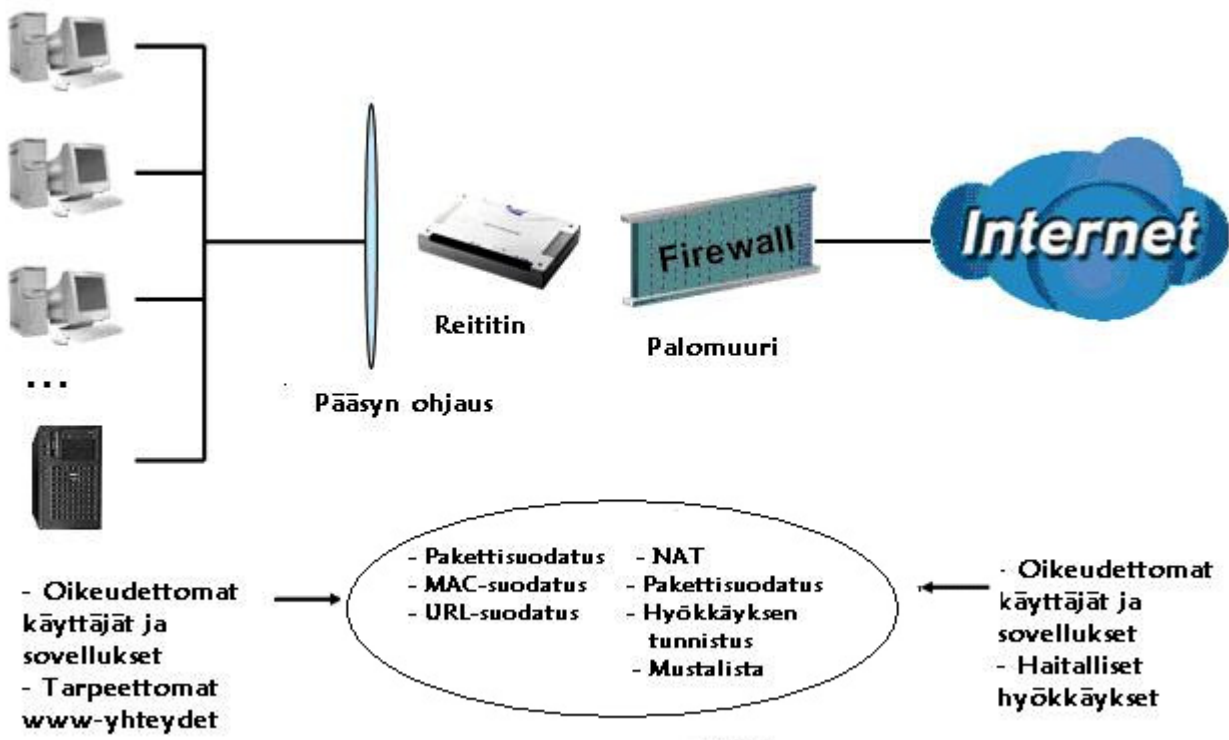 Internet
Firewall
Reititin
Palomuuri
...
Pääsyn ohjaus
- Oikeudettomat
käyttäjät ja
sovellukset
- Tarpeettomat
www-yhteydet
- Pakettisuodatus
- MAC-suodatus
- URL-suodatus
- NAT
- Pakettisuodatus
- Hyökkäyksen
tunnistus
- Mustalista
- Oikeudettomat
käyttäjät ja
sovellukset
- Haitalliset
hyökkäykset